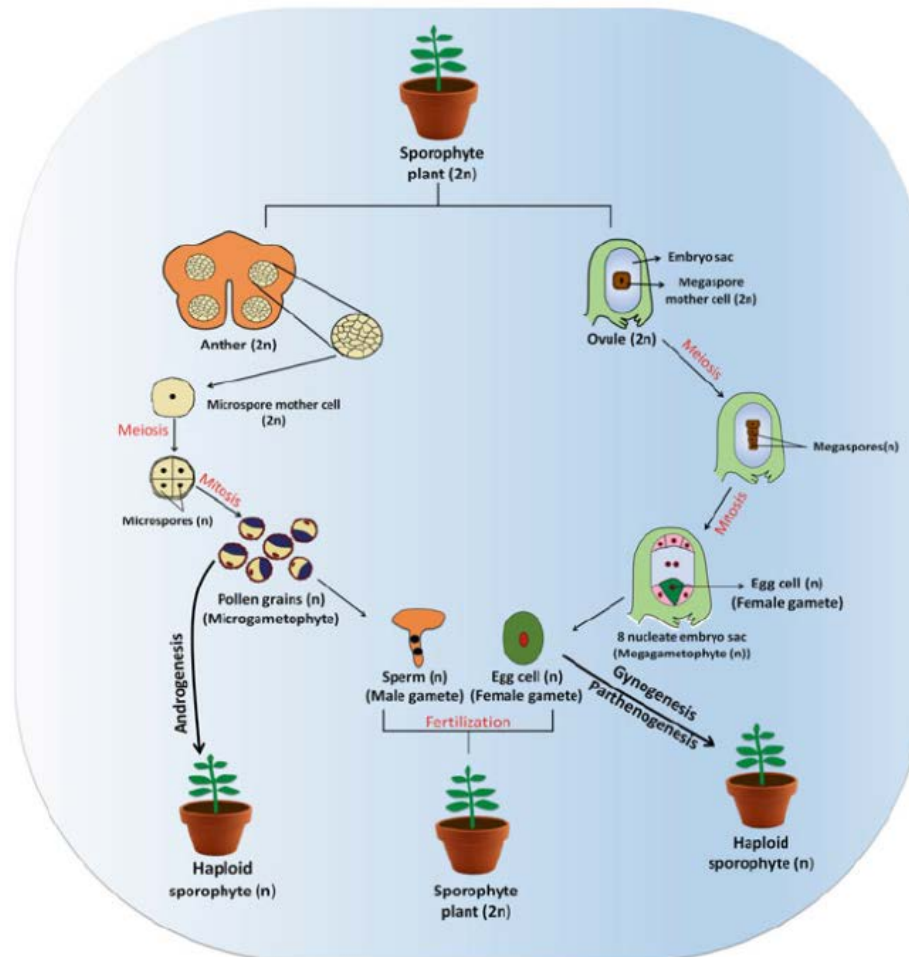 Sporophyte
plant (2n)
Anther (2n)
Embryo sac
Megaspore
mother cell (2n)
Ovule (2n)
Meiosis
Microspore mother cell
(2n)
Meiosis
Megaspores(n)
Microspores (n)
Mitosis
Mitosis
Pollen grains (n)
(Microgametophyte)
Egg cell (n)
(Female gamete)
8 nucleate embryo sac
(Megagametophyte (n))
Androgenesis
Sperm (n)
(Male gamete)
Egg cell (n)
(Female gamete)
Gynogenesis
Parthenogenesis
Fertilization
Haploid
sporophyte (n)
Sporophyte
plant (2n)
Haploid
sporophyte (n)